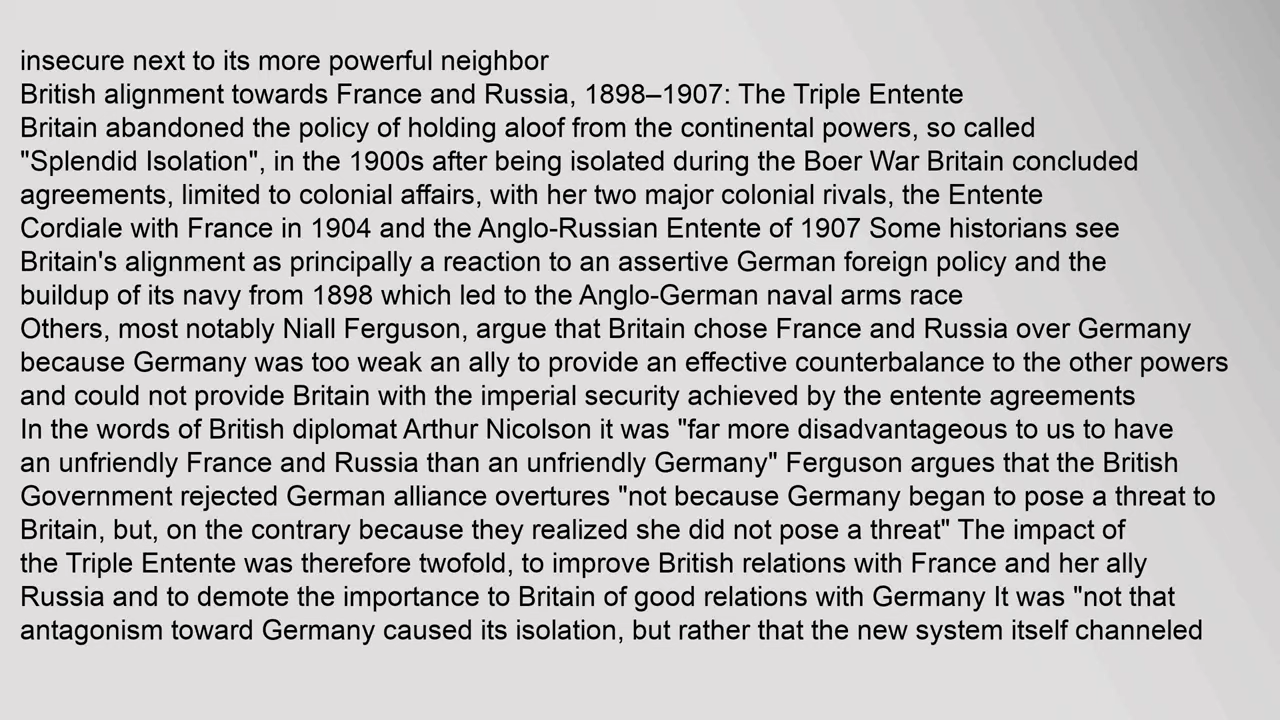 insecure next to its more powerful neighbor
British alignment towards France and Russia, 1898–1907: The Triple Entente
Britain abandoned the policy of holding aloof from the continental powers, so called
"Splendid Isolation", in the 1900s after being isolated during the Boer War Britain concluded
agreements, limited to colonial affairs, with her two major colonial rivals, the Entente
Cordiale with France in 1904 and the Anglo-Russian Entente of 1907 Some historians see
Britain's alignment as principally a reaction to an assertive German foreign policy and the
buildup of its navy from 1898 which led to the Anglo-German naval arms race
Others, most notably Niall Ferguson, argue that Britain chose France and Russia over Germany
because Germany was too weak an ally to provide an effective counterbalance to the other powers
and could not provide Britain with the imperial security achieved by the entente agreements
In the words of British diplomat Arthur Nicolson it was "far more disadvantageous to us to have
an unfriendly France and Russia than an unfriendly Germany" Ferguson argues that the British
Government rejected German alliance overtures "not because Germany began to pose a threat to
Britain, but, on the contrary because they realized she did not pose a threat" The impact of
the Triple Entente was therefore twofold, to improve British relations with France and her ally
Russia and to demote the importance to Britain of good relations with Germany It was "not that
antagonism toward Germany caused its isolation, but rather that the new system itself channeled